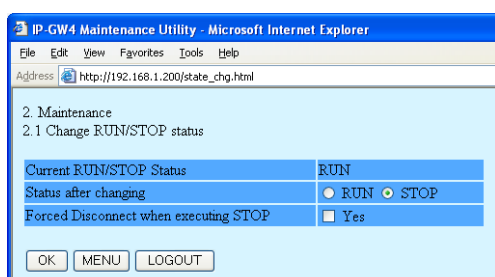 IP-GW4 Maintenance Utility - Microsoft Internet Explorer
File Edit View Favorites Tools Help
Address http://192.168.1.200/state_chg.html
2. Maintenance
2.1 Change RUN/STOP status
Current RUN/STOP Status RUN
Status after changing RUN STOP
Forced Disconnect when executing STOP Yes
OK MENU LOGOUT